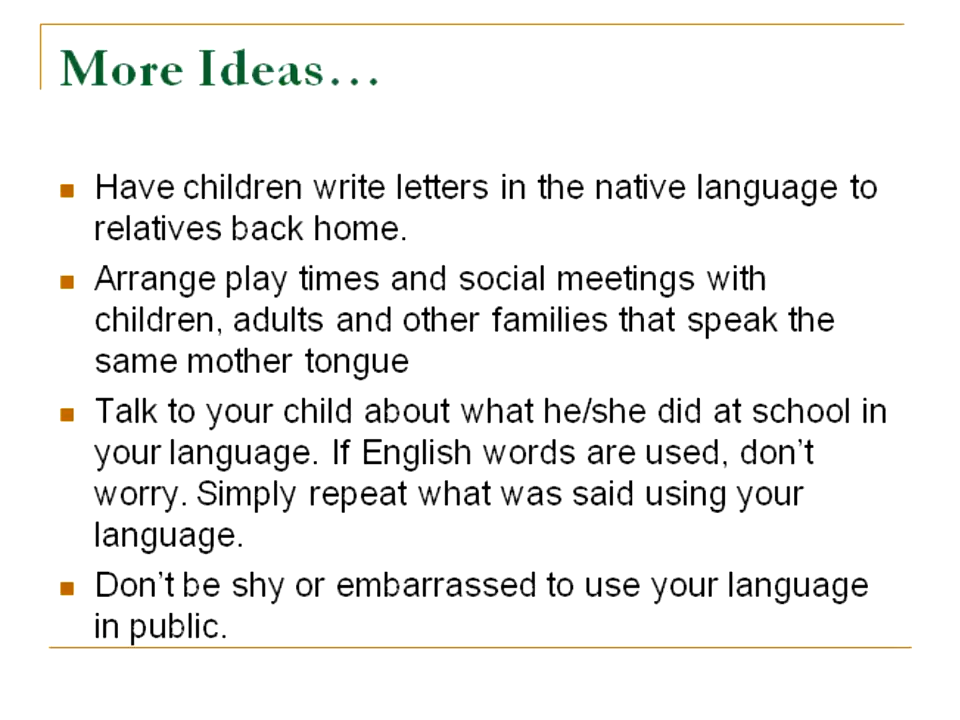 More Ideas…
■ Have children write letters in the native language to
relatives back home.
■ Arrange play times and social meetings with
children, adults and other families that speak the
same mother tongue
■ Talk to your child about what he/she did at school in
your language. If English words are used, don’t
worry. Simply repeat what was said using your
language.
■ Don’t be shy or embarrassed to use your language
in public.